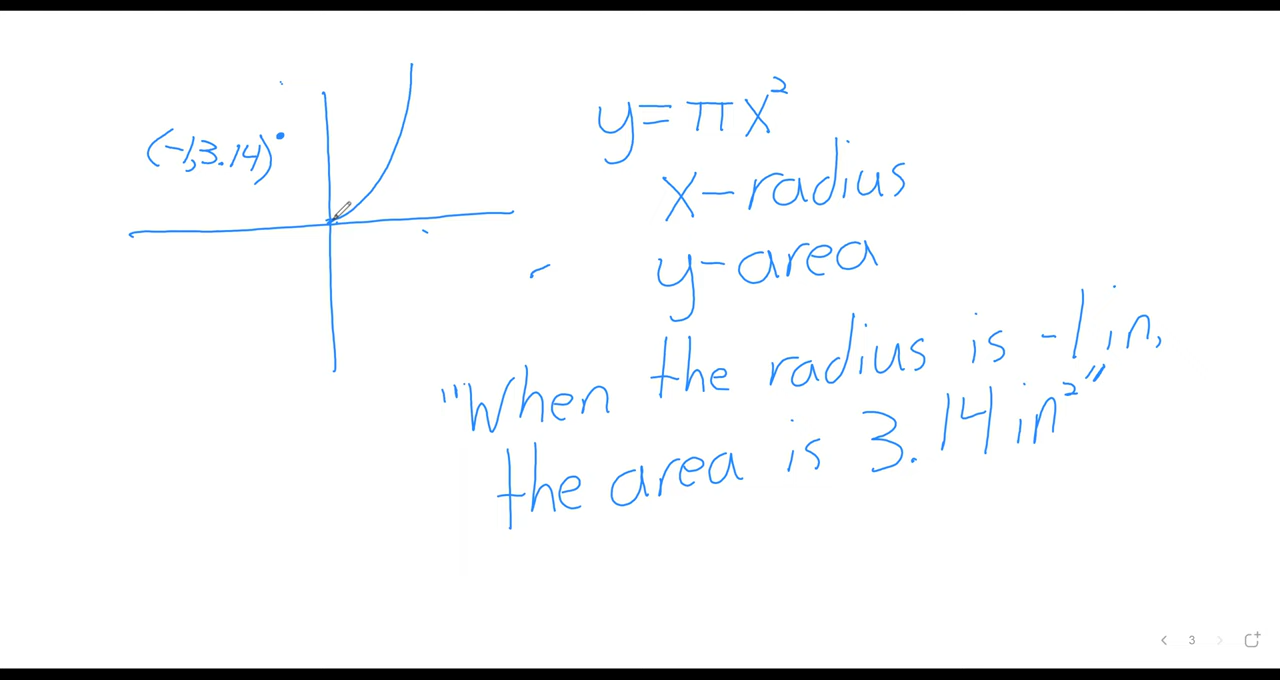 (-1,3.14)
y=πx²
x-radius
y-area
"When the radius is -1 in,
the area is 3.14 in²"
3